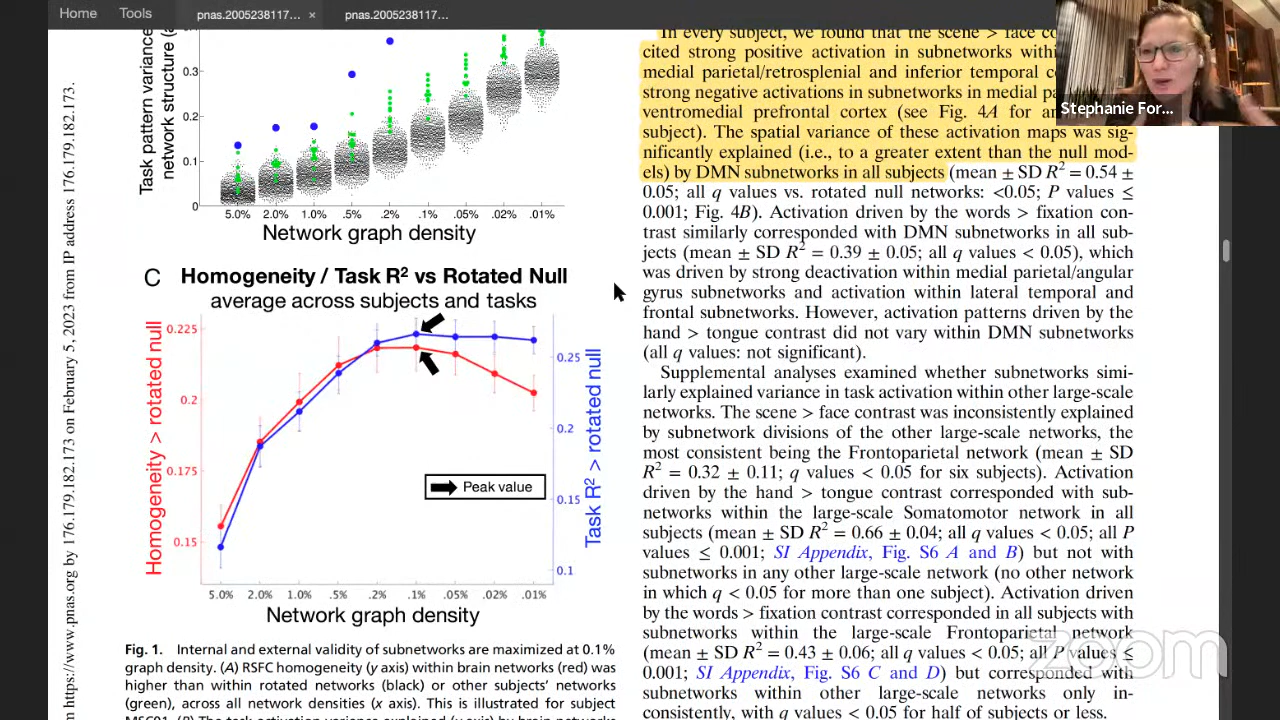 Home Tools pnas.2005238117... × pnas.2005238117...
Stephanie For...
m https://www.pnas.org by 176.179.182.173 on February 5, 2023 from IP address 176.179.182.173.
Task pattern variance
network structure
0.3
0.2
0.1
0
5.0% 2.0% 1.0% .5% .2% .1% .05% .02% .01%
Network graph density
C Homogeneity / Task R² vs Rotated Null
average across subjects and tasks
Homogeneity > rotated null
0.225
0.2
0.175
0.15
Task R² > rotated null
0.25
0.2
0.15
0.1
Peak value
5.0% 2.0% 1.0% .5% .2% .1% .05% .02% .01%
Network graph density
Fig. 1. Internal and external validity of subnetworks are maximized at 0.1%
graph density. (A) RSFC homogeneity (y axis) within brain networks (red) was
higher than within rotated networks (black) or other subjects' networks
(green), across all network densities (x axis). This is illustrated for subject
MSC01. (B) The task activation variance explained (y axis) by brain networks
In every subject, we found that the scene > face co
cited strong positive activation in subnetworks withi
medial parietal/retrosplenial and inferior temporal c
strong negative activations in subnetworks in medial pa
ventromedial prefrontal cortex (see Fig. 4A for an
subject). The spatial variance of these activation maps was sig-
nificantly explained (i.e., to a greater extent than the null mod-
els) by DMN subnetworks in all subjects (mean ± SD R² = 0.54 ±
0.05; all q values vs. rotated null networks: <0.05; P values ≤
0.001; Fig. 4B). Activation driven by the words > fixation con-
trast similarly corresponded with DMN subnetworks in all sub-
jects (mean ± SD R² = 0.39 ± 0.05; all q values < 0.05), which
was driven by strong deactivation within medial parietal/angular
gyrus subnetworks and activation within lateral temporal and
frontal subnetworks. However, activation patterns driven by the
hand > tongue contrast did not vary within DMN subnetworks
(all q values: not significant).
Supplemental analyses examined whether subnetworks simi-
larly explained variance in task activation within other large-scale
networks. The scene > face contrast was inconsistently explained
by subnetwork divisions of the other large-scale networks, the
most consistent being the Frontoparietal network (mean ± SD
R² = 0.32 ± 0.11; q values < 0.05 for six subjects). Activation
driven by the hand > tongue contrast corresponded with sub-
networks within the large-scale Somatomotor network in all
subjects (mean ± SD R² = 0.66 ± 0.04; all q values < 0.05; all P
values ≤ 0.001; SI Appendix, Fig. S6 A and B) but not with
subnetworks in any other large-scale network (no other network
in which q < 0.05 for more than one subject). Activation driven
by the words > fixation contrast corresponded in all subjects with
subnetworks within the large-scale Frontoparietal network
(mean ± SD R² = 0.43 ± 0.06; all q values < 0.05; all P values ≤
0.001; SI Appendix, Fig. S6 C and D) but corresponded with
subnetworks within other large-scale networks only in-
consistently, with q values < 0.05 for half of subjects or less.
zoom